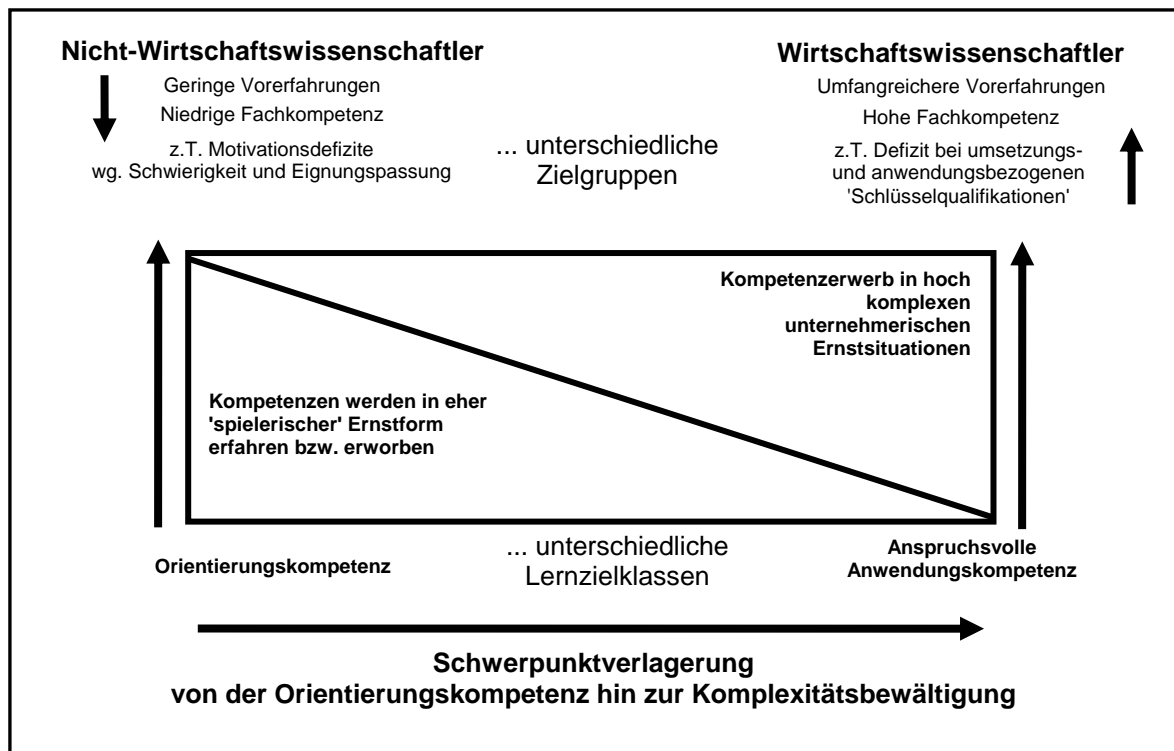 Nicht-Wirtschaftswissenschaftler
Geringe Vorerfahrungen
Niedrige Fachkompetenz
z.T. Motivationsdefizite
wg. Schwierigkeit und Eignungspassung
... unterschiedliche
Zielgruppen
Wirtschaftswissenschaftler
Umfangreichere Vorerfahrungen
Hohe Fachkompetenz
z.T. Defizit bei umsetzungs-
und anwendungsbezogenen
'Schlüsselqualifikationen'
Kompetenzerwerb in hoch
komplexen
unternehmerischen
Ernstsituationen
Kompetenzen werden in eher
'spielerischer' Ernstform
erfahren bzw. erworben
Orientierungskompetenz
... unterschiedliche
Lernzielklassen
Anspruchsvolle
Anwendungskompetenz
Schwerpunktverlagerung
von der Orientierungskompetenz hin zur Komplexitätsbewältigung